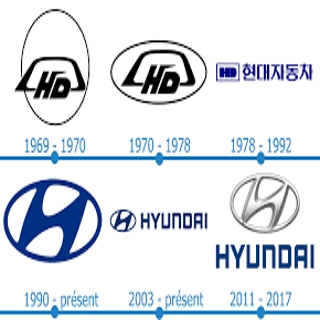 HD
HD
HD 현대자동차
1969 - 1970
1970 - 1978
1978 - 1992
HYUNDAI
HYUNDAI
1990 - présent
2003 - présent
2011 - 2017